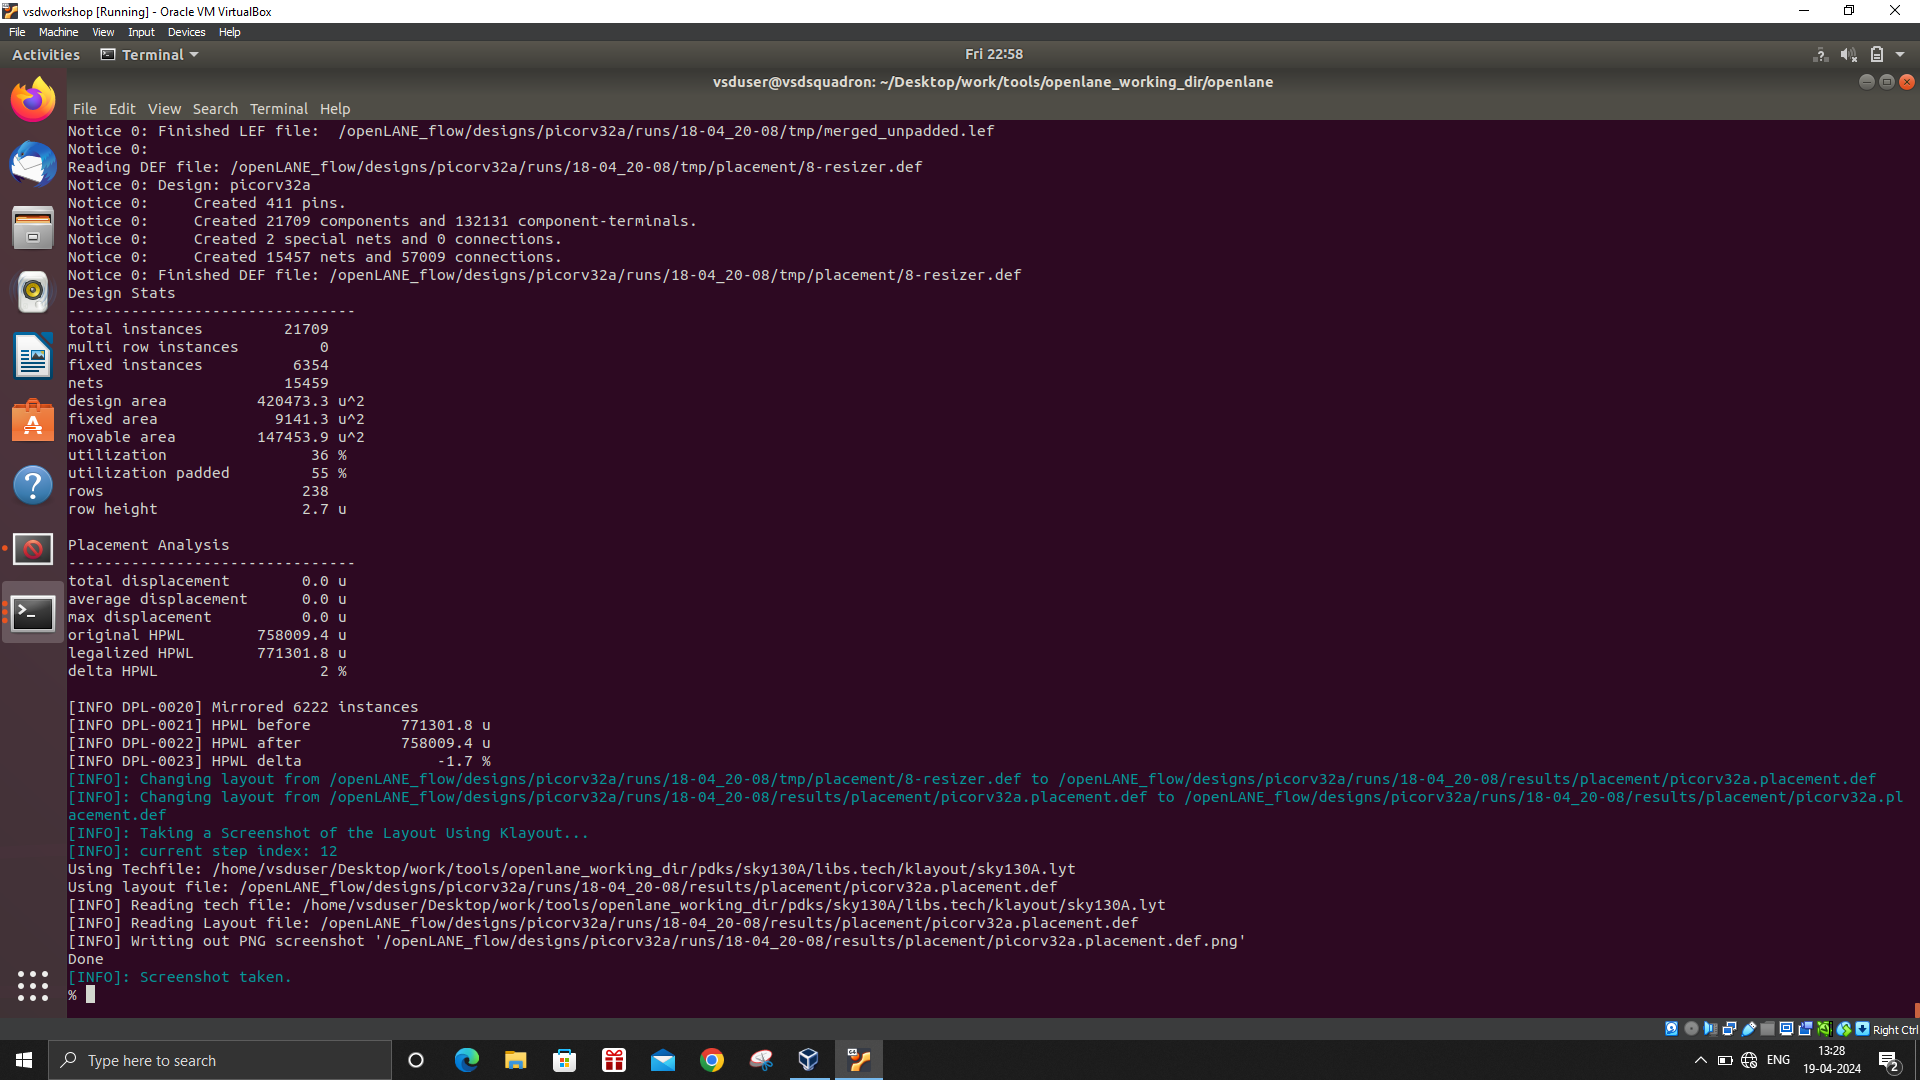 vsdworkshop [Running] - Oracle VM VirtualBox
File Machine View Input Devices Help
Activities Terminal Fri 22:58
vsduser@vsdsquadron: ~/Desktop/work/tools/openlane_working_dir/openlane
File Edit View Search Terminal Help
Notice 0: Finished LEF file:  /openLANE_flow/designs/picorv32a/runs/18-04_20-08/tmp/merged_unpadded.lef
Notice 0:
Reading DEF file: /openLANE_flow/designs/picorv32a/runs/18-04_20-08/tmp/placement/8-resizer.def
Notice 0: Design: picorv32a
Notice 0:     Created 411 pins.
Notice 0:     Created 21709 components and 132131 component-terminals.
Notice 0:     Created 2 special nets and 0 connections.
Notice 0:     Created 15457 nets and 57009 connections.
Notice 0: Finished DEF file: /openLANE_flow/designs/picorv32a/runs/18-04_20-08/tmp/placement/8-resizer.def
Design Stats
--------------------------------
total instances         21709
multi row instances         0
fixed instances          6354
nets                    15459
design area          420473.3 u^2
fixed area             9141.3 u^2
movable area         147453.9 u^2
utilization                36 %
utilization padded         55 %
rows                      238
row height                2.7 u
Placement Analysis
--------------------------------
total displacement        0.0 u
average displacement      0.0 u
max displacement          0.0 u
original HPWL        758009.4 u
legalized HPWL       771301.8 u
delta HPWL                  2 %
[INFO DPL-0020] Mirrored 6222 instances
[INFO DPL-0021] HPWL before          771301.8 u
[INFO DPL-0022] HPWL after           758009.4 u
[INFO DPL-0023] HPWL delta               -1.7 %
[INFO]: Changing layout from /openLANE_flow/designs/picorv32a/runs/18-04_20-08/tmp/placement/8-resizer.def to /openLANE_flow/designs/picorv32a/runs/18-04_20-08/results/placement/picorv32a.placement.def
[INFO]: Changing layout from /openLANE_flow/designs/picorv32a/runs/18-04_20-08/results/placement/picorv32a.placement.def to /openLANE_flow/designs/picorv32a/runs/18-04_20-08/results/placement/picorv32a.pl
acement.def
[INFO]: Taking a Screenshot of the Layout Using Klayout...
[INFO]: current step index: 12
Using Techfile: /home/vsduser/Desktop/work/tools/openlane_working_dir/pdks/sky130A/libs.tech/klayout/sky130A.lyt
Using layout file: /openLANE_flow/designs/picorv32a/runs/18-04_20-08/results/placement/picorv32a.placement.def
[INFO] Reading tech file: /home/vsduser/Desktop/work/tools/openlane_working_dir/pdks/sky130A/libs.tech/klayout/sky130A.lyt
[INFO] Reading Layout file: /openLANE_flow/designs/picorv32a/runs/18-04_20-08/results/placement/picorv32a.placement.def
[INFO] Writing out PNG screenshot '/openLANE_flow/designs/picorv32a/runs/18-04_20-08/results/placement/picorv32a.placement.def.png'
Done
[INFO]: Screenshot taken.
%
Right Ctrl
Type here to search
ENG
13:28
19-04-2024
2